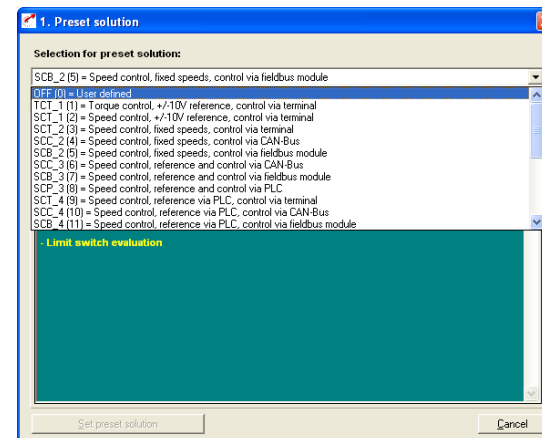 1. Preset solution
Selection for preset solution:
SCB_2 (5) = Speed control, fixed speeds, control via fieldbus module
OFF (0) = User defined
TCT_1 (1) = Torque control, +/-10V reference, control via terminal
SCT_1 (2) = Speed control, +/-10V reference, control via terminal
SCT_2 (3) = Speed control, fixed speeds, control via terminal
SCC_2 (4) = Speed control, fixed speeds, control via CAN-Bus
SCB_2 (5) = Speed control, fixed speeds, control via fieldbus module
SCC_3 (6) = Speed control, reference and control via CAN-Bus
SCB_3 (7) = Speed control, reference and control via fieldbus module
SCP_3 (8) = Speed control, reference and control via PLC
SCT_4 (9) = Speed control, reference via PLC, control via terminal
SCC_4 (10) = Speed control, reference via PLC, control via CAN-Bus
SCB_4 (11) = Speed control, reference via PLC, control via fieldbus module
- Limit switch evaluation
Set preset solution
Cancel